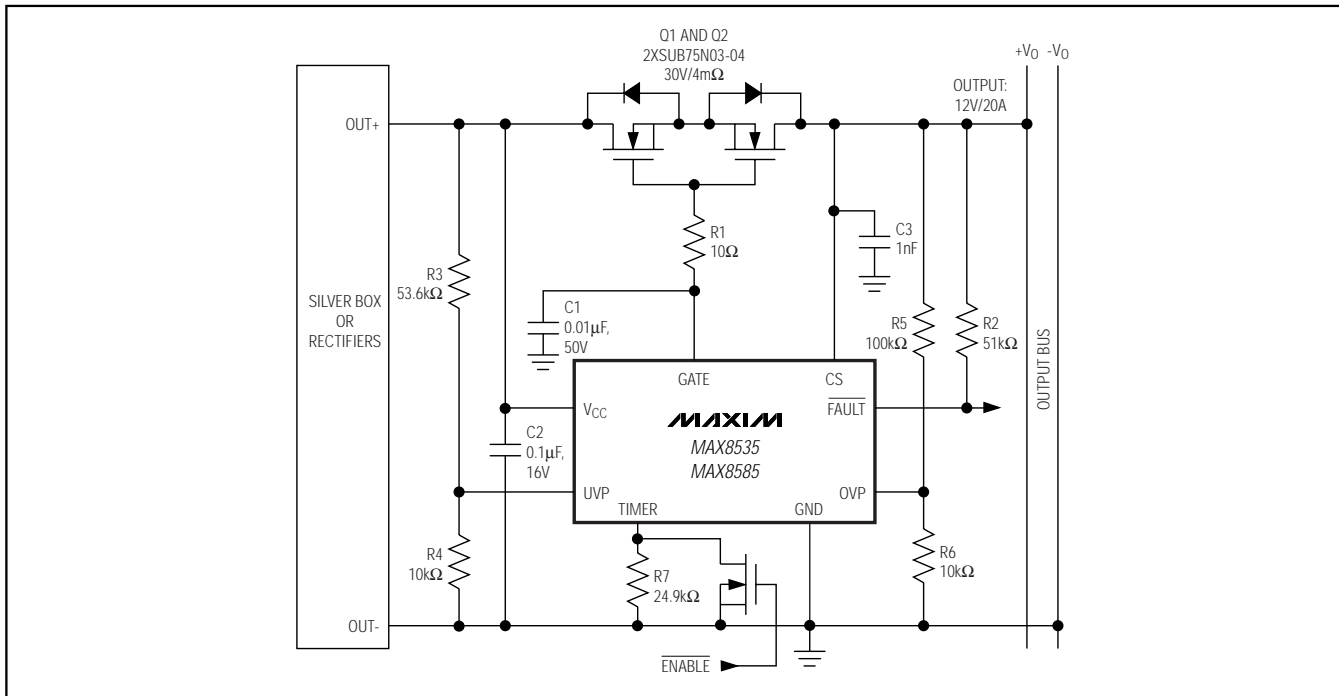 Q1 AND Q2
2XSUB75N03-04
30V/4mΩ
+VO -VO
OUTPUT:
12V/20A
OUT+
R1
10Ω
C3
1nF
R3
53.6kΩ
SILVER BOX
OR
RECTIFIERS
C1
0.01μF,
50V
R5
100kΩ
R2
51kΩ
OUTPUT BUS
GATE
CS
VCC
FAULT
MAXIM
MAX8535
MAX8585
C2
0.1μF,
16V
UVP
OVP
TIMER
GND
R4
10kΩ
R7
24.9kΩ
R6
10kΩ
OUT-
ENABLE